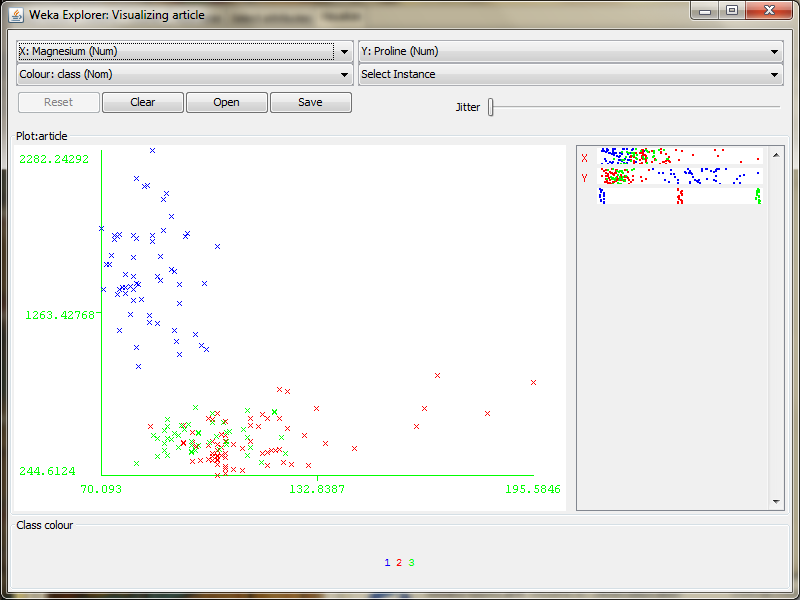 Weka Explorer: Visualizing article
X: Magnesium (Num) Y: Proline (Num)
Colour: class (Nom) Select Instance
Reset Clear Open Save Jitter
Plot:article
2282.24292
1263.42768
244.6124
70.093 132.8387 195.5846
X
Y
Class colour
1 2 3